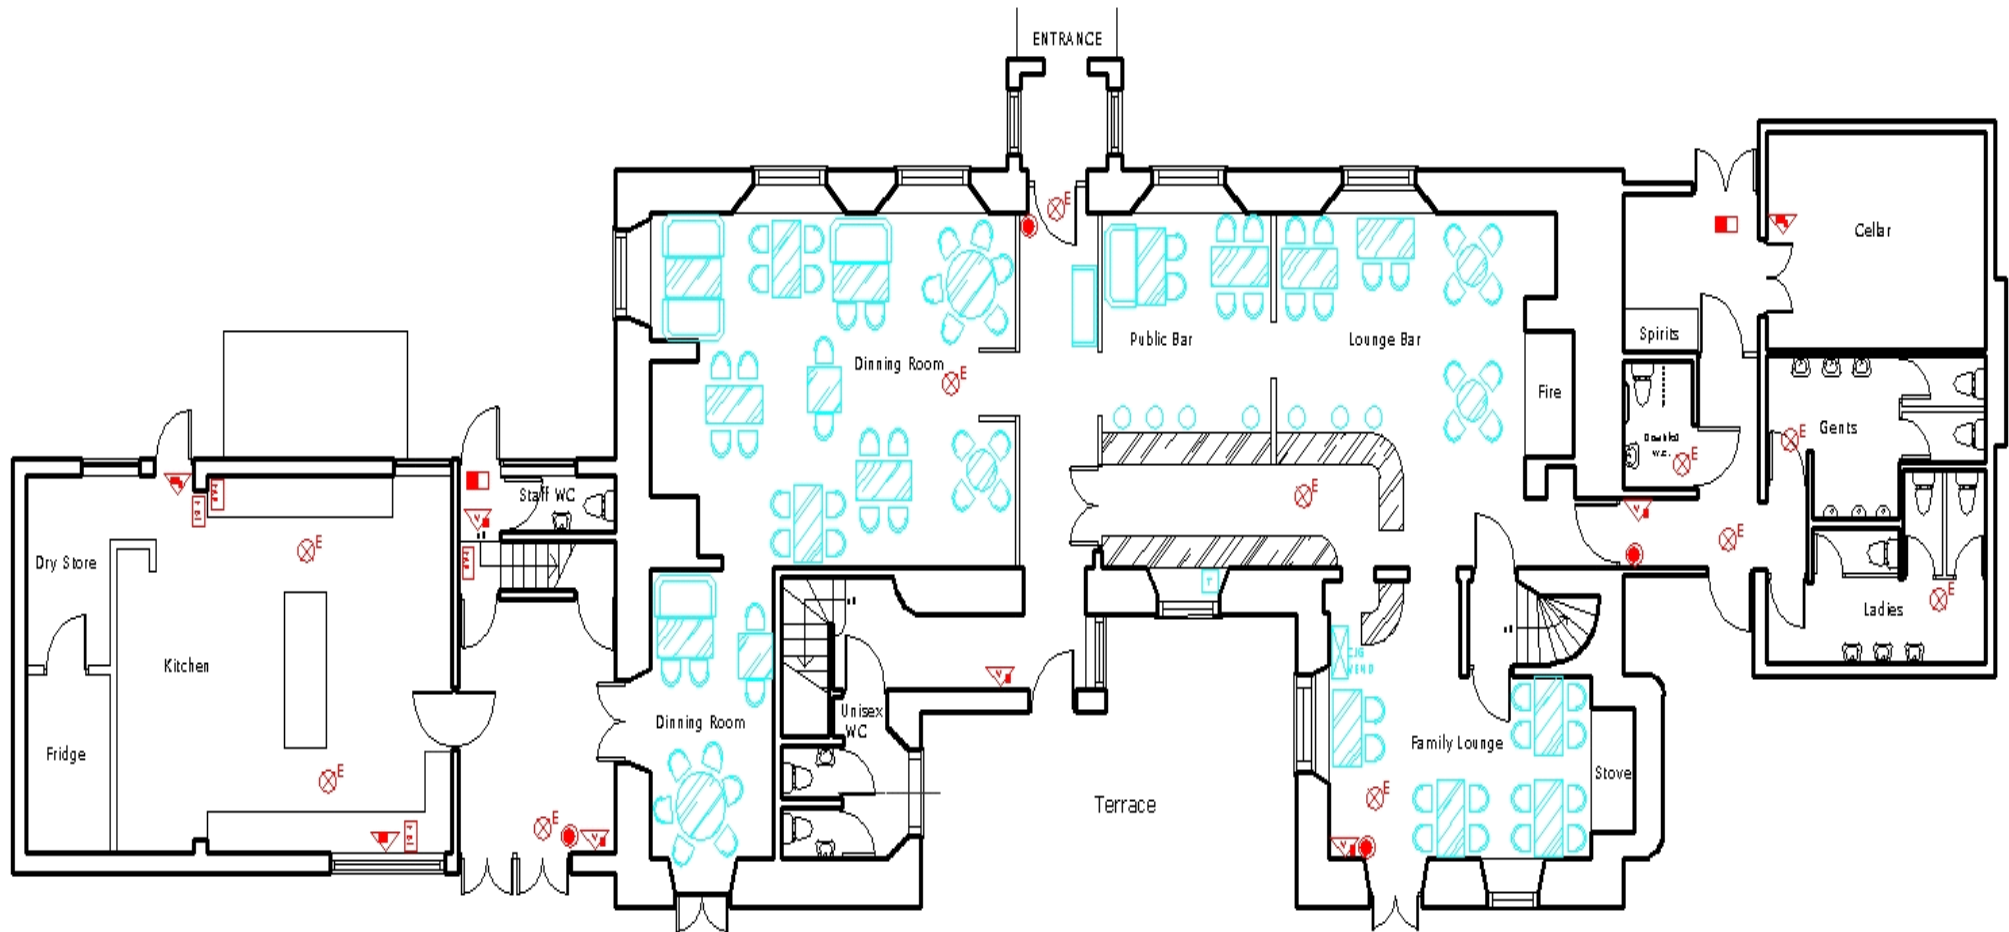 ENTRANCE
Cellar
Public Bar
Lounge Bar
Spirits
Dinning Room
Fire
Gents
W.C.
Staff WC
Dry Store
Ladies
Kitchen
Unisex
WC
Dinning Room
Family Lounge
Fridge
Stove
Terrace
E
E
E
E
E
E
E
E
E
E
E
V
V
V
V
V
T